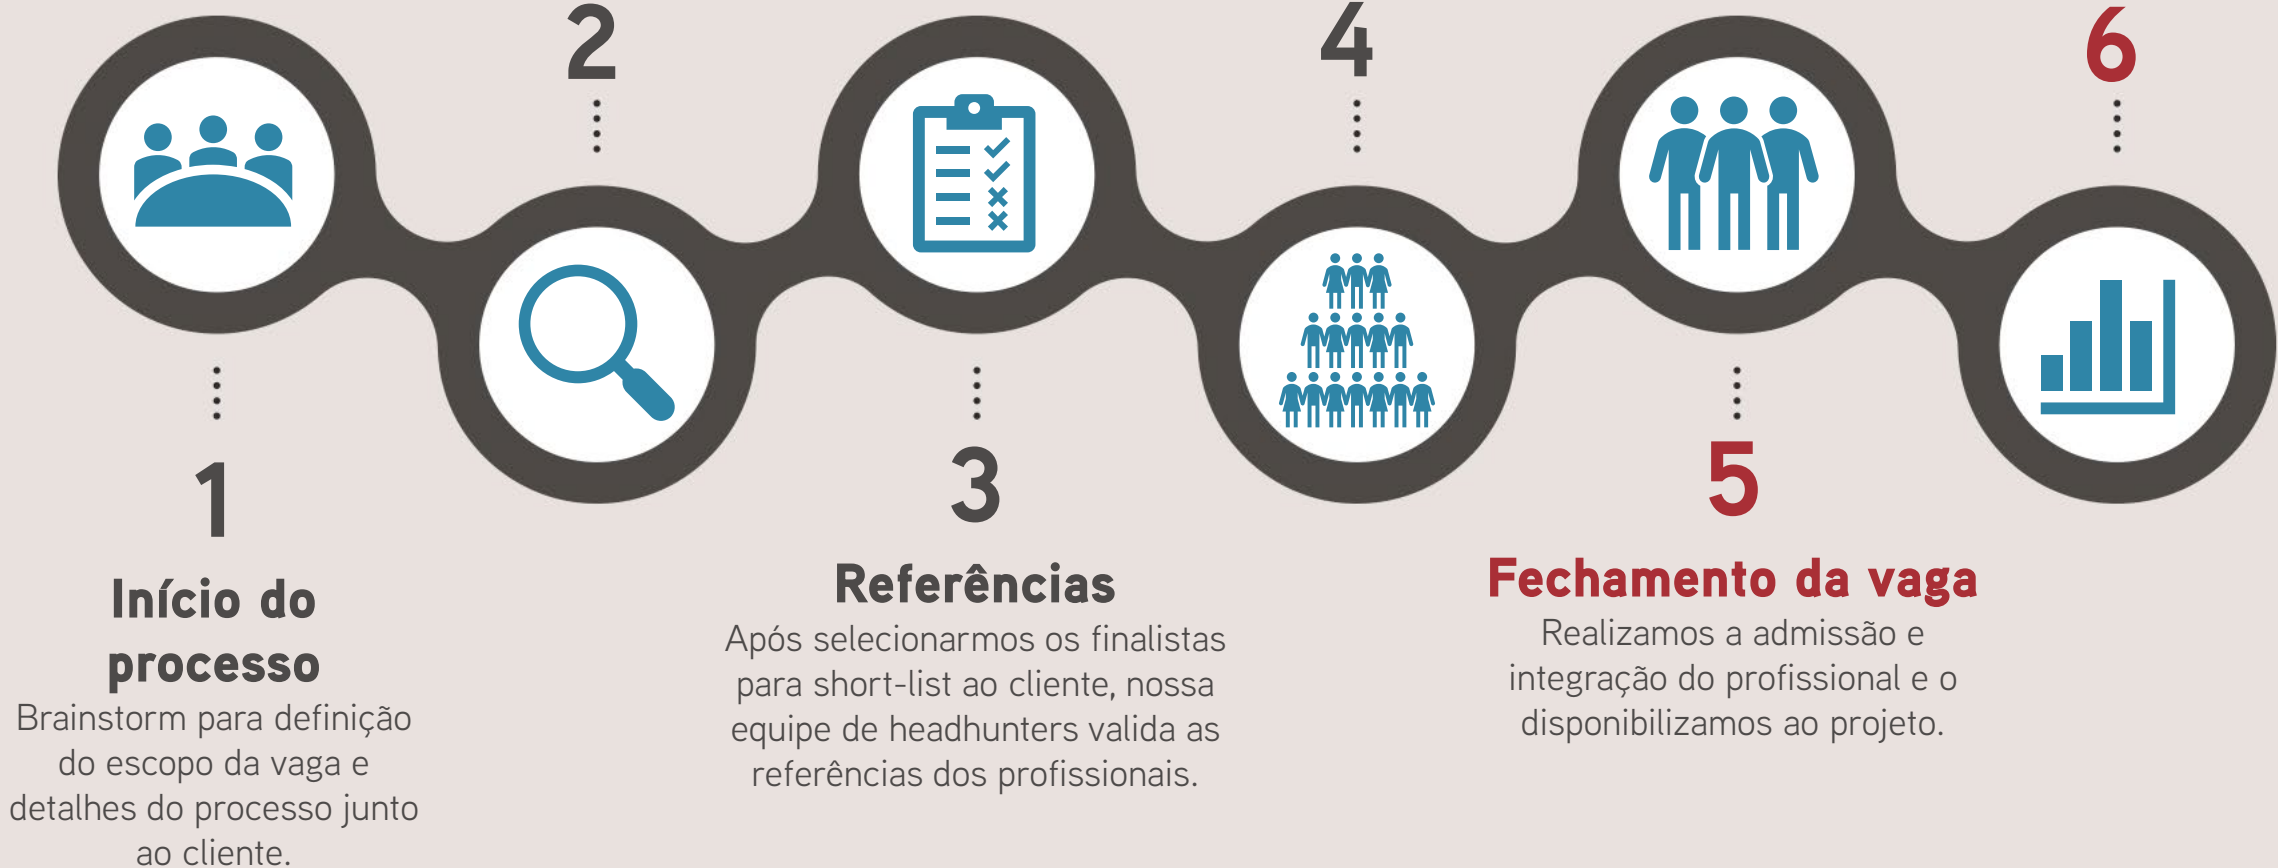 2
4
6
1
Início do
processo
Brainstorm para definição
do escopo da vaga e
detalhes do processo junto
ao cliente.
3
Referências
Após selecionarmos os finalistas
para short-list ao cliente, nossa
equipe de headhunters valida as
referências dos profissionais.
5
Fechamento da vaga
Realizamos a admissão e
integração do profissional e o
disponibilizamos ao projeto.